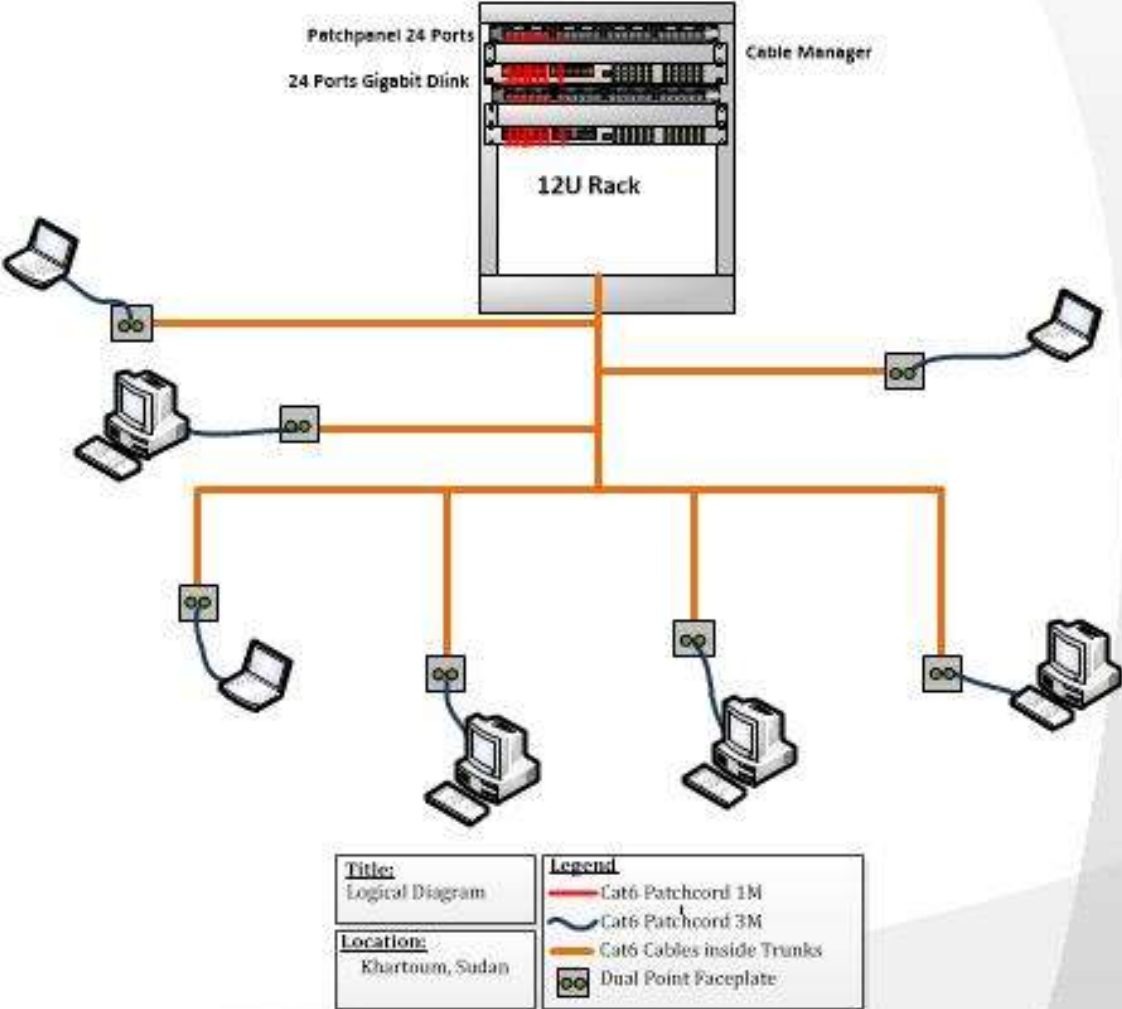 Patchpanel 24 Ports
Cable Manager
24 Ports Gigabit Dlink
12U Rack
Title:
Logical Diagram
Location:
Khartoum, Sudan
Legend
Cat6 Patchcord 1M
Cat6 Patchcord 3M
Cat6 Cables inside Trunks
Dual Point Faceplate